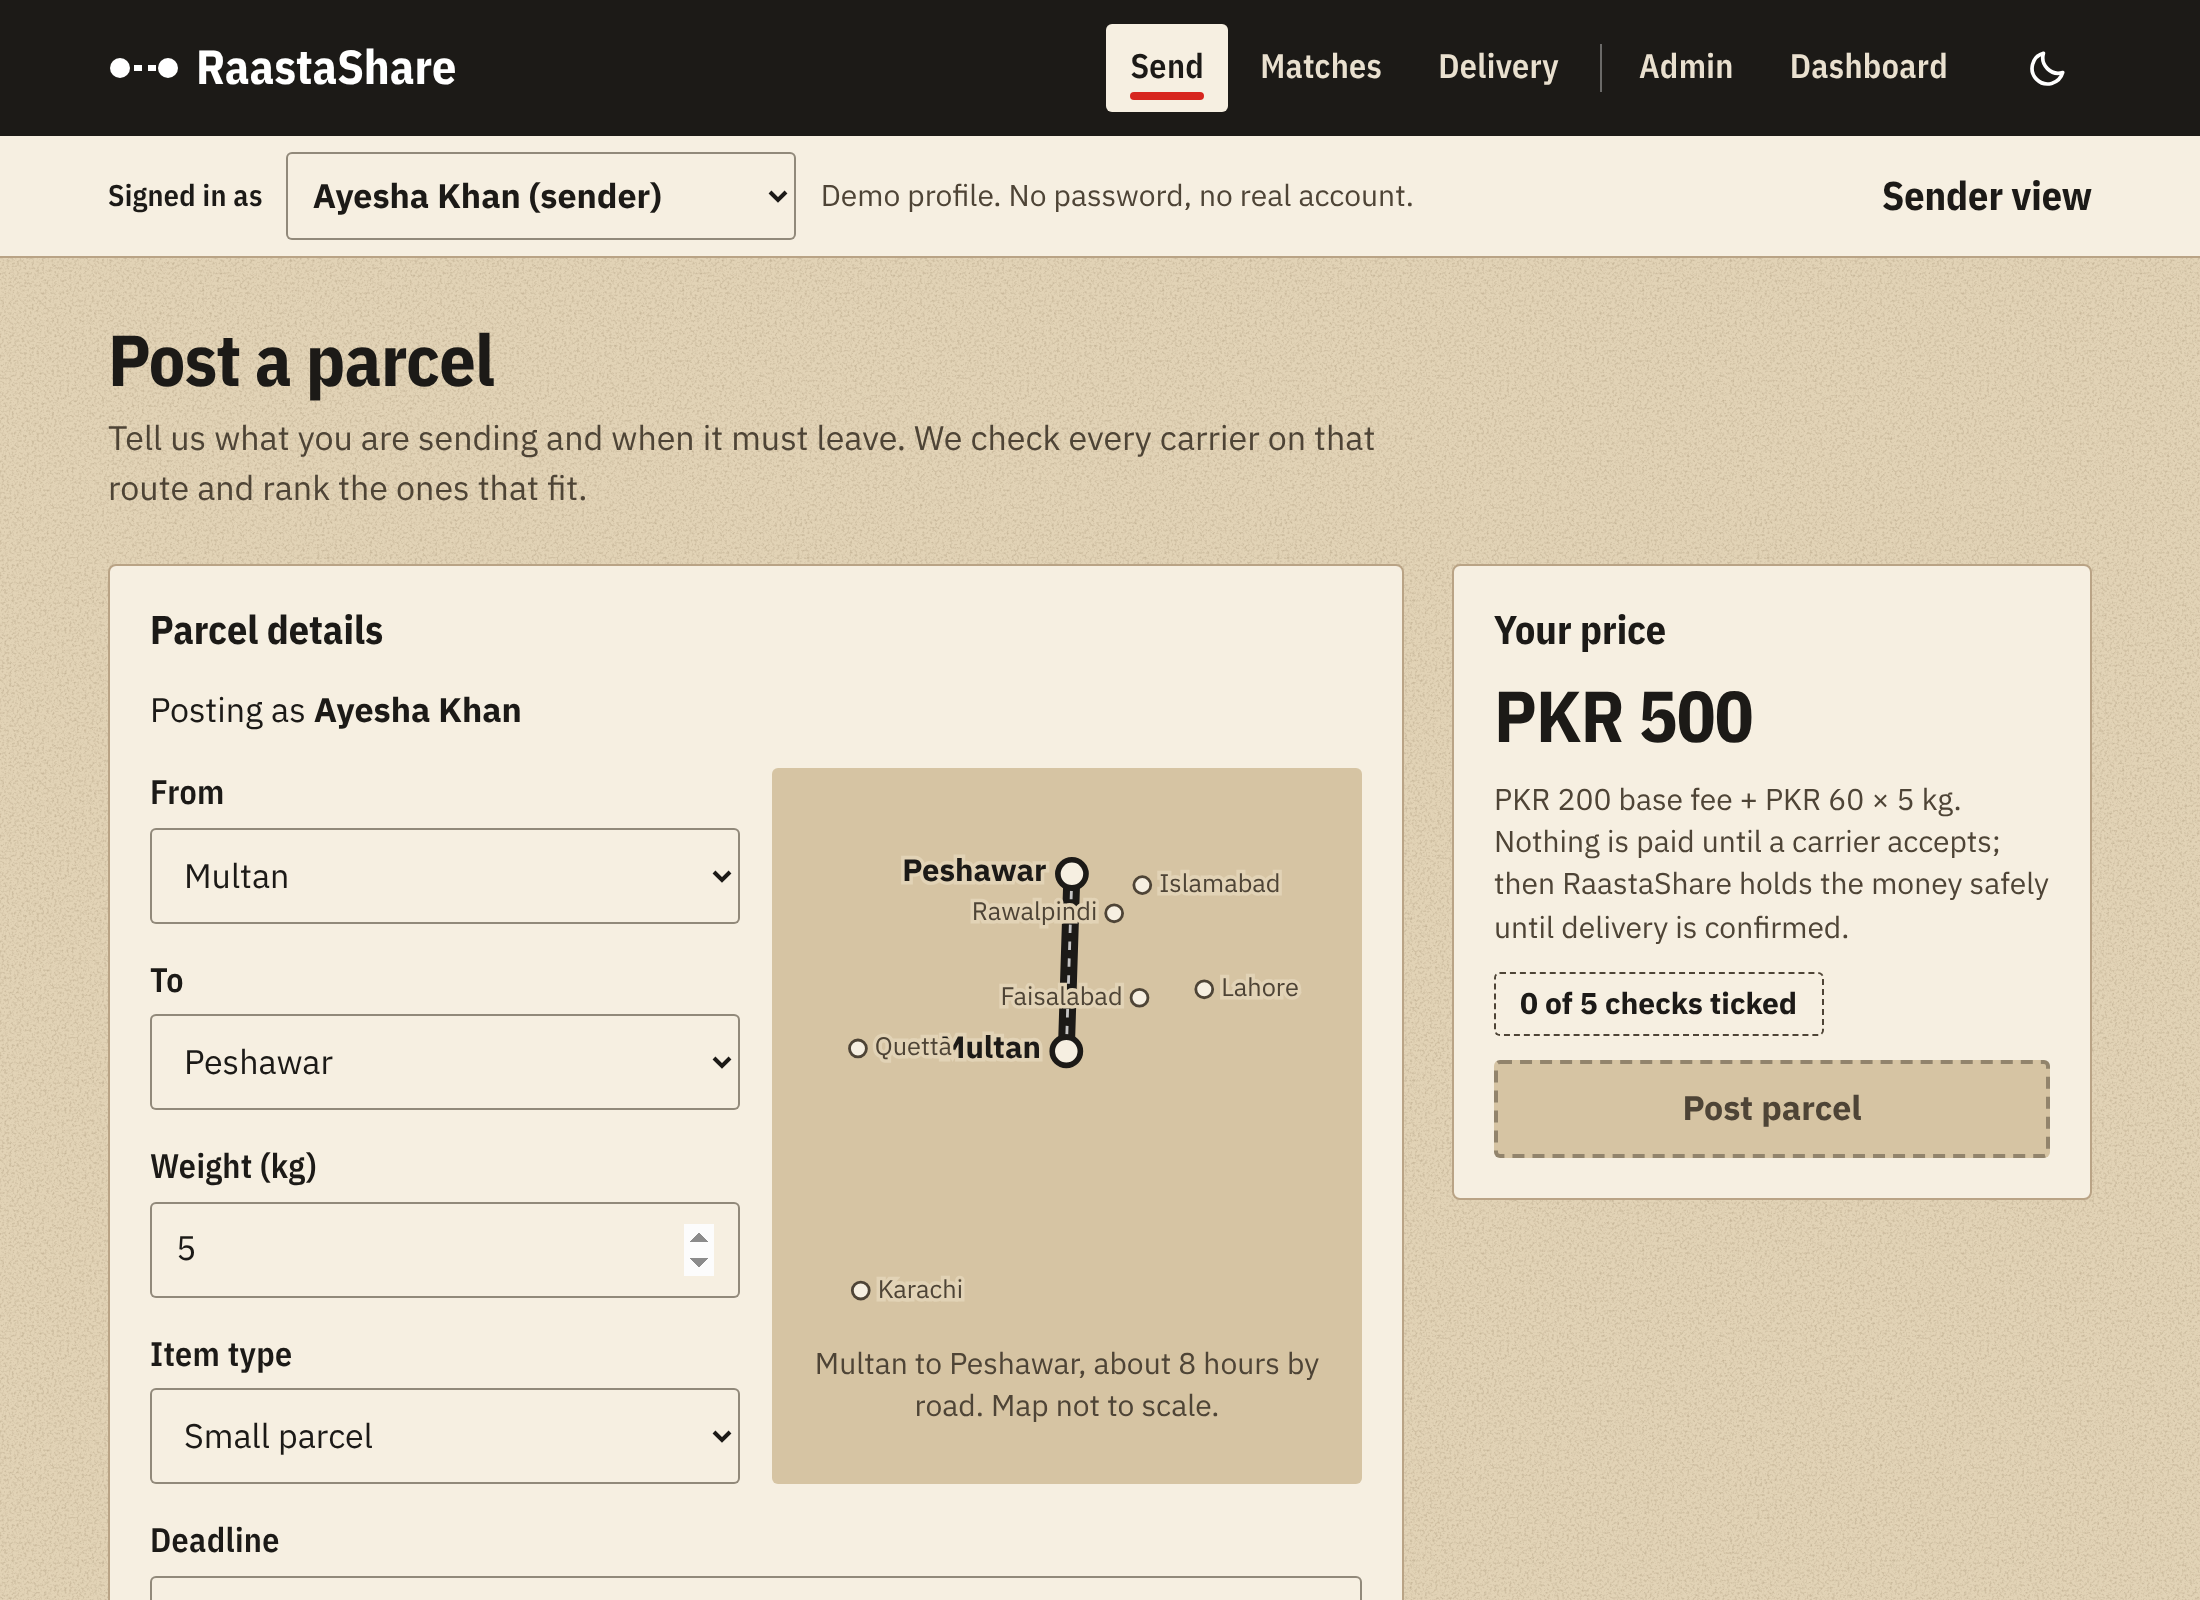 RaastaShare
Send
Matches
Delivery
Admin
Dashboard
Signed in as
Ayesha Khan (sender)
Demo profile. No password, no real account.
Sender view
Post a parcel
Tell us what you are sending and when it must leave. We check every carrier on that
route and rank the ones that fit.
Parcel details
Posting as Ayesha Khan
From
Multan
To
Peshawar
Weight (kg)
5
Item type
Small parcel
Deadline
Peshawar
Islamabad
Rawalpindi
Faisalabad
Lahore
Quetta
Multan
Karachi
Multan to Peshawar, about 8 hours by
road. Map not to scale.
Your price
PKR 500
PKR 200 base fee + PKR 60 × 5 kg.
Nothing is paid until a carrier accepts;
then RaastaShare holds the money safely
until delivery is confirmed.
0 of 5 checks ticked
Post parcel